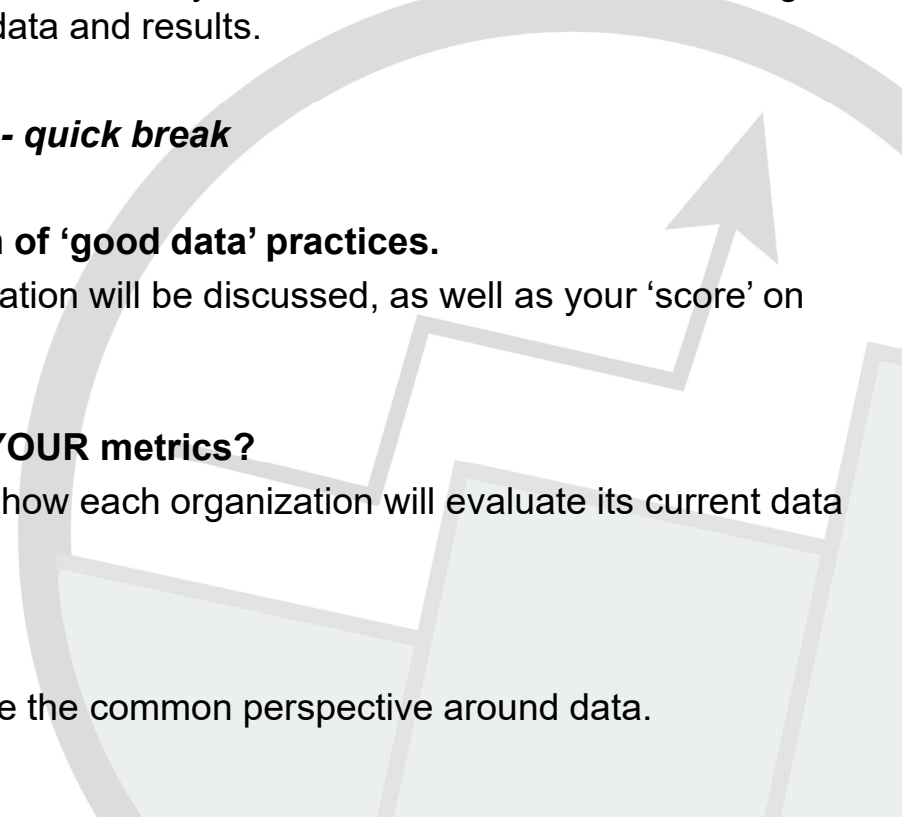 data and results.
- quick break
of ‘good data’ practices.
ation will be discussed, as well as your ‘score’ on
YOUR metrics?
how each organization will evaluate its current data
e the common perspective around data.